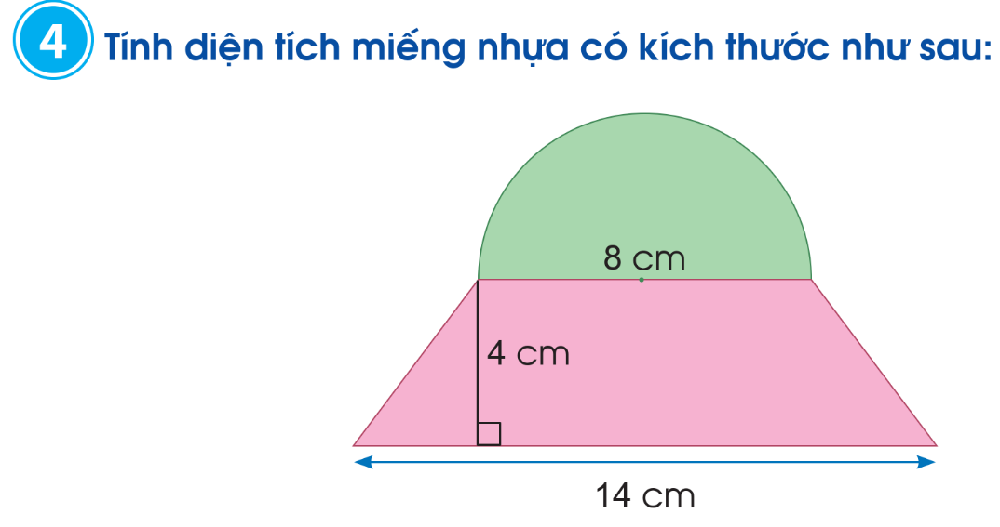 4 Tính diện tích miếng nhựa có kích thước như sau:
8 cm
4 cm
14 cm